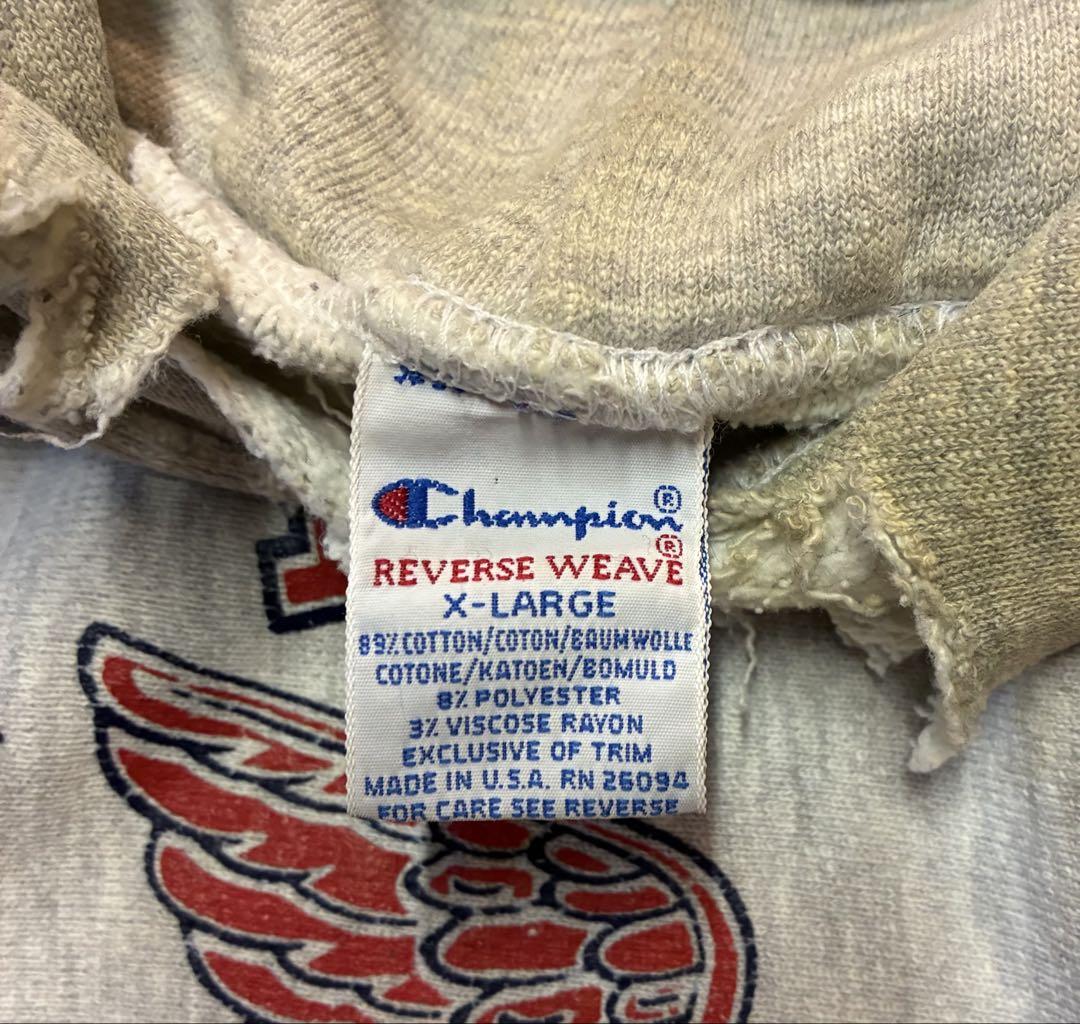 Champion®
REVERSE WEAVE®
X-LARGE
89% COTTON/COTON/BAUMWOLLE
COTONE/KATOEN/BOMULD
8% POLYESTER
3% VISCOSE RAYON
EXCLUSIVE OF TRIM
MADE IN U.S.A. RN 26094
FOR CARE SEE REVERSE